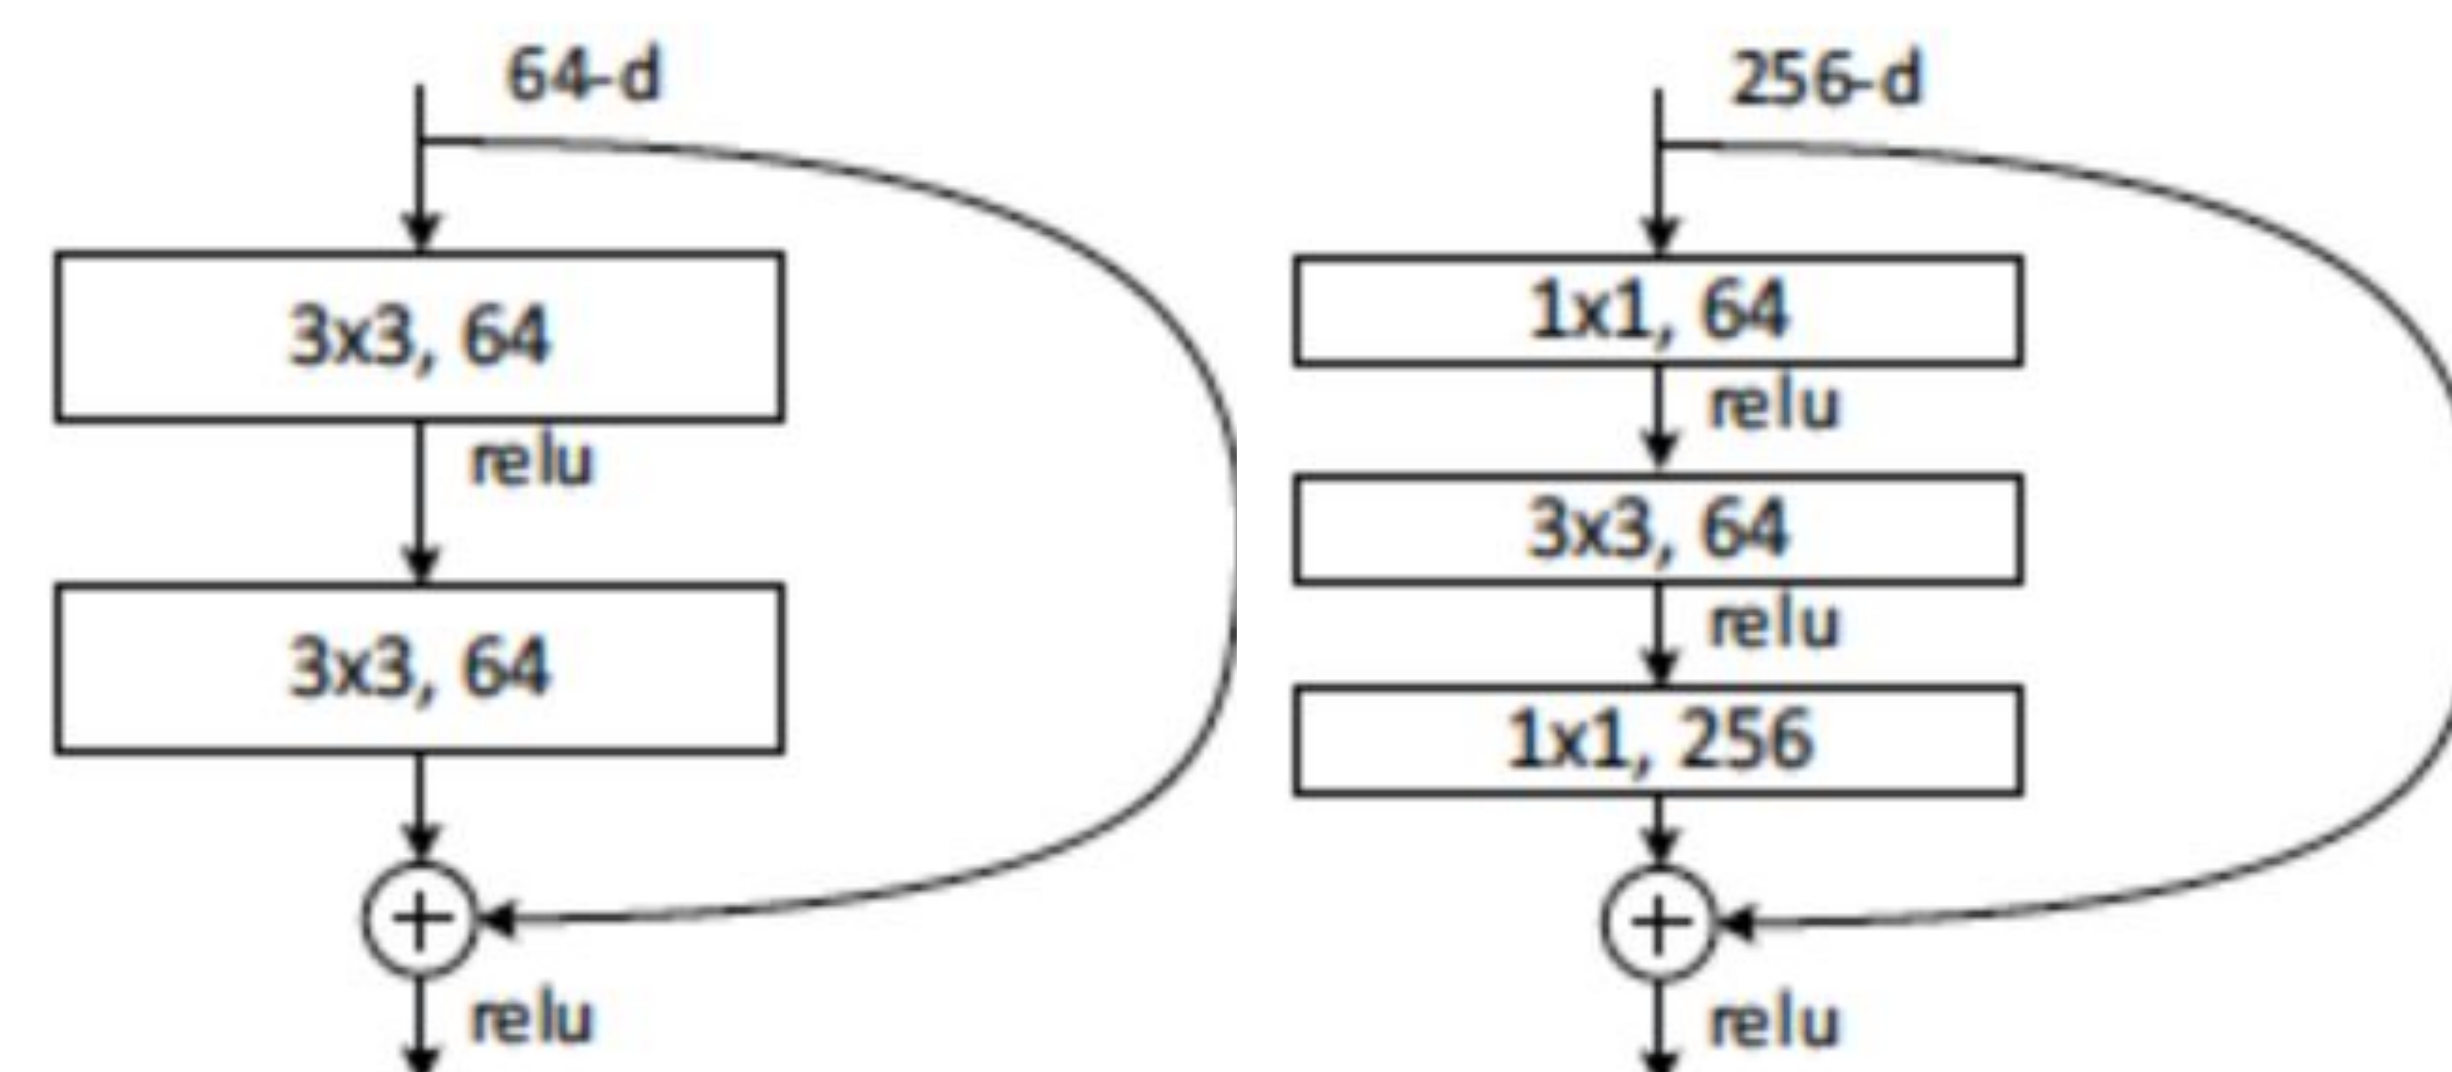 64-d
3x3, 64
relu
3x3, 64
relu
256-d
1x1, 64
relu
3x3, 64
relu
1x1, 256
relu